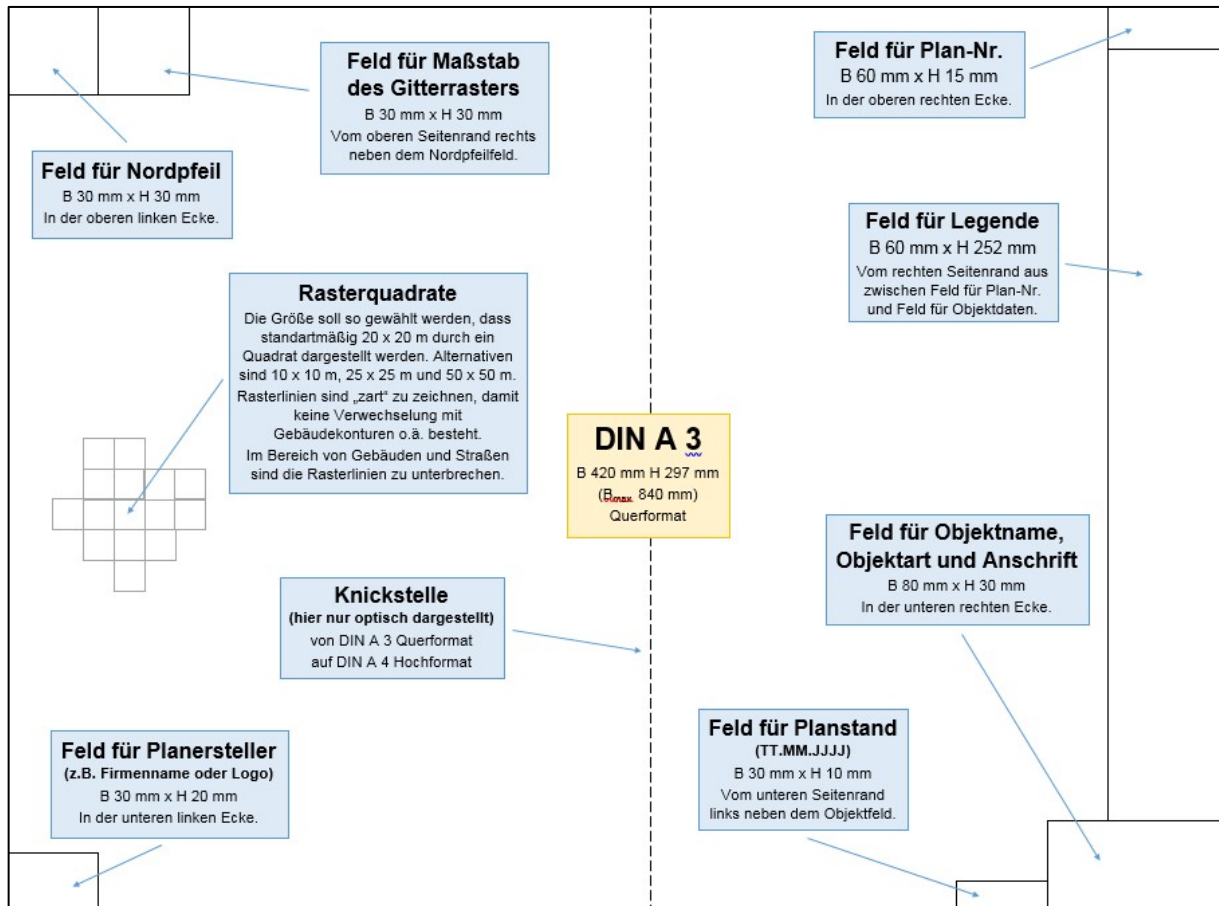 Feld für Maßstab
des Gitterrasters
B 30 mm x H 30 mm
Vom oberen Seitenrand rechts
neben dem Nordpfeilfeld.
Feld für Plan-Nr.
B 60 mm x H 15 mm
In der oberen rechten Ecke.
Feld für Nordpfeil
B 30 mm x H 30 mm
In der oberen linken Ecke.
Feld für Legende
B 60 mm x H 252 mm
Vom rechten Seitenrand aus
zwischen Feld für Plan-Nr.
und Feld für Objektdaten.
Rasterquadrate
Die Größe soll so gewählt werden, dass
standartmäßig 20 x 20 m durch ein
Quadrat dargestellt werden. Alternativen
sind 10 x 10 m, 25 x 25 m und 50 x 50 m.
Rasterlinien sind „zart“ zu zeichnen, damit
keine Verwechselung mit
Gebäudekonturen o.ä. besteht.
Im Bereich von Gebäuden und Straßen
sind die Rasterlinien zu unterbrechen.
DIN A 3
B 420 mm H 297 mm
(Bmax. 840 mm)
Querformat
Feld für Objektname,
Objektart und Anschrift
B 80 mm x H 30 mm
In der unteren rechten Ecke.
Knickstelle
(hier nur optisch dargestellt)
von DIN A 3 Querformat
auf DIN A 4 Hochformat
Feld für Planstand
(TT.MM.JJJJ)
B 30 mm x H 10 mm
Vom unteren Seitenrand
links neben dem Objektfeld.
Feld für Planersteller
(z.B. Firmenname oder Logo)
B 30 mm x H 20 mm
In der unteren linken Ecke.